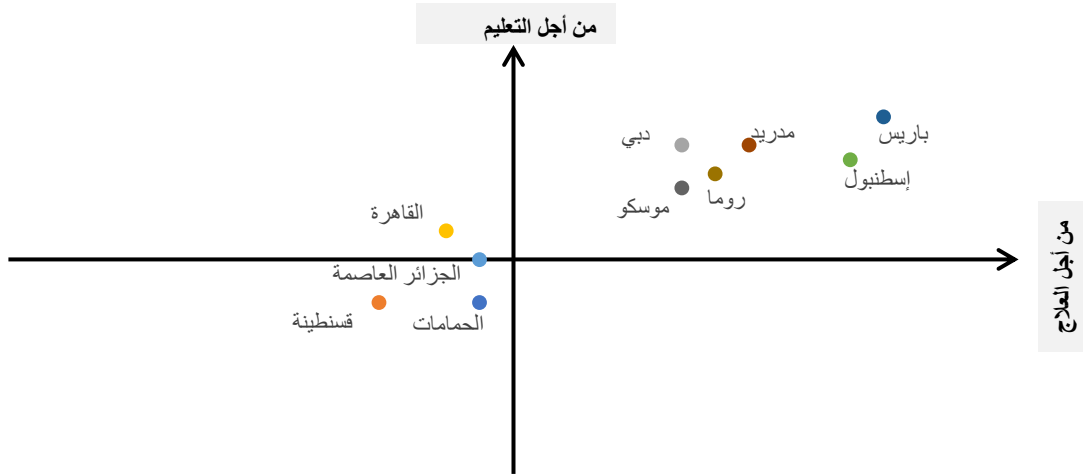 من أجل التعليم
باريس
مدريد
دبي
إسطنبول
روما
موسكو
القاهرة
من أجل العلاج
الجزائر العاصمة
الحمامات
قسنطينة